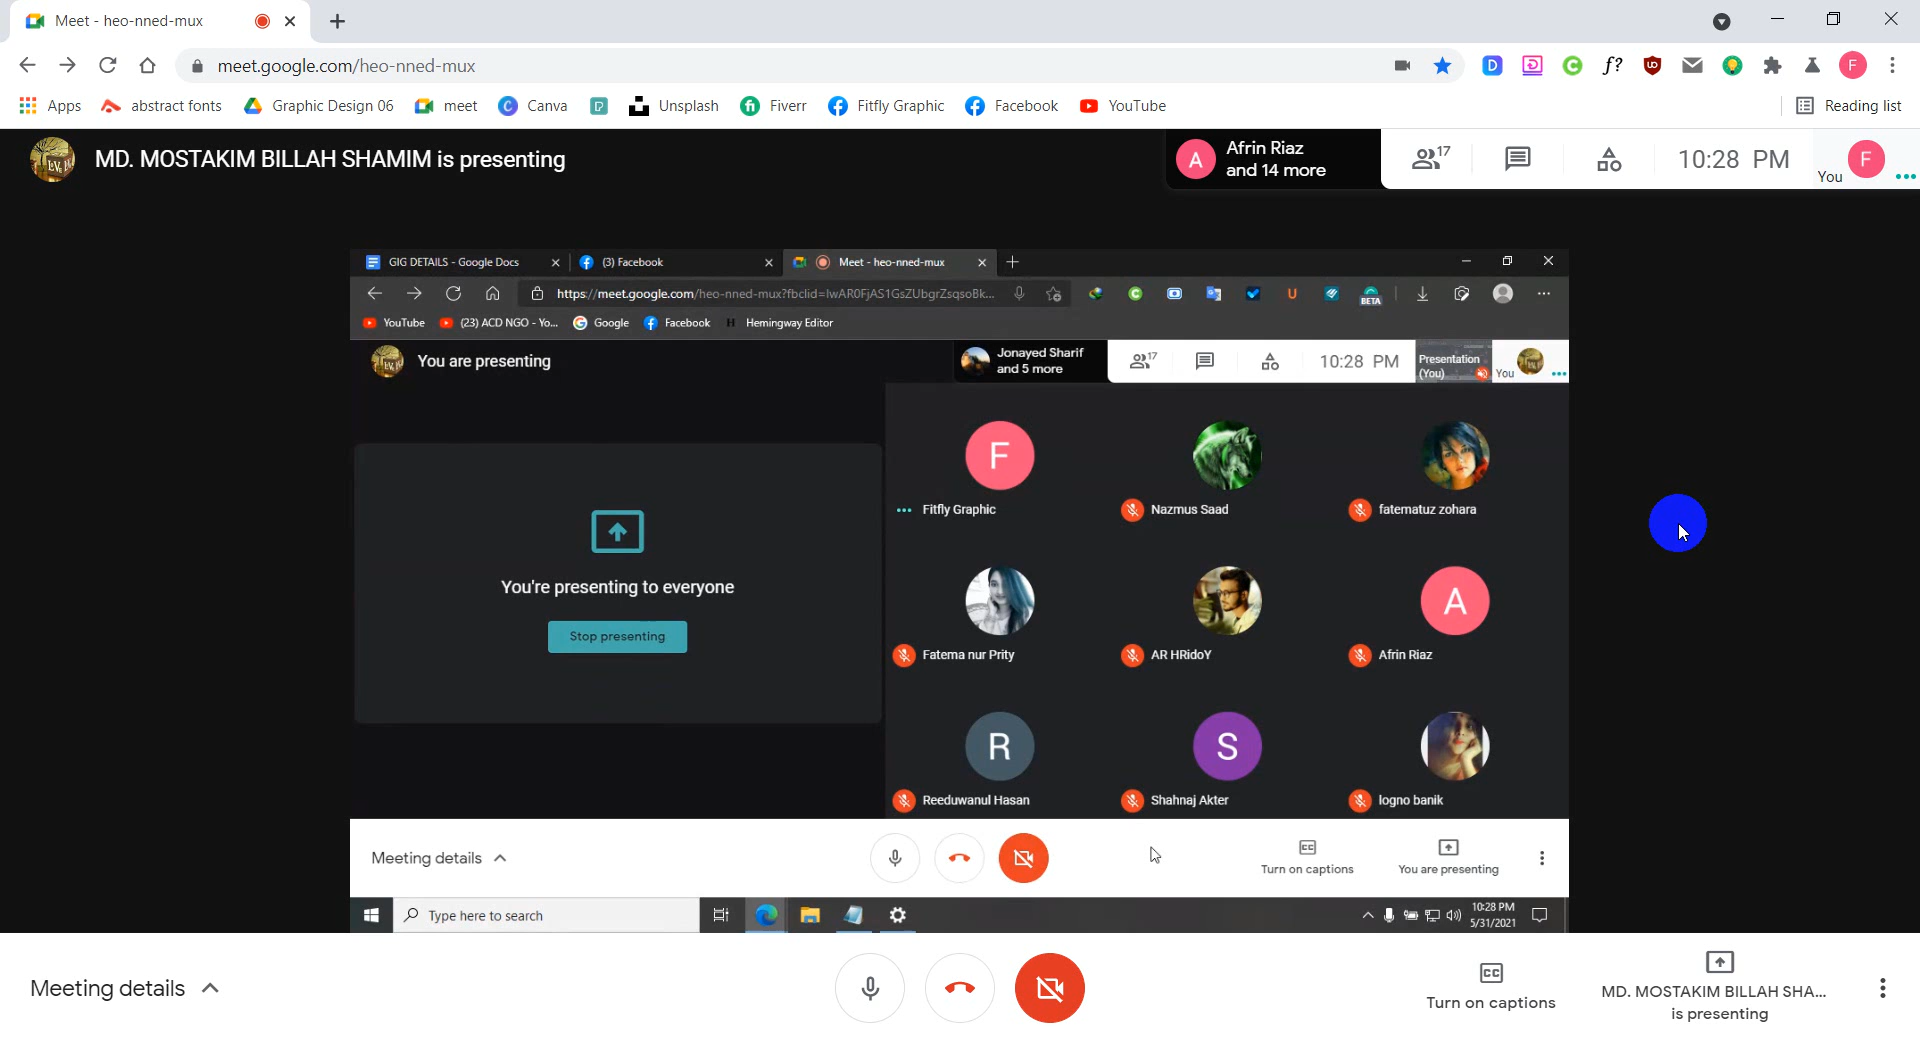 Meet - heo-nned-mux
meet.google.com/heo-nned-mux
D
C
f?
F
Apps
abstract fonts
Graphic Design 06
meet
Canva
Unsplash
Fiverr
Fitfly Graphic
Facebook
YouTube
Reading list
MD. MOSTAKIM BILLAH SHAMIM is presenting
A
Afrin Riaz
and 14 more
17
10:28 PM
You
F
GIG DETAILS - Google Docs
(3) Facebook
Meet - heo-nned-mux
https://meet.google.com/heo-nned-mux?fbclid=IwAR0FjAS1GsZUbgrZsqsoBk...
BETA
YouTube
(23) ACD NGO - Yo...
Google
Facebook
H
Hemingway Editor
You are presenting
Jonayed Sharif
and 5 more
17
10:28 PM
Presentation
(You)
You
You're presenting to everyone
Stop presenting
F
Fitfly Graphic
Nazmus Saad
fatematuz zohara
Fatema nur Prity
AR HRidoY
A
Afrin Riaz
R
Reeduwanul Hasan
S
Shahnaj Akter
logno banik
Meeting details
Turn on captions
You are presenting
Type here to search
10:28 PM
5/31/2021
Meeting details
Turn on captions
MD. MOSTAKIM BILLAH SHA...
is presenting